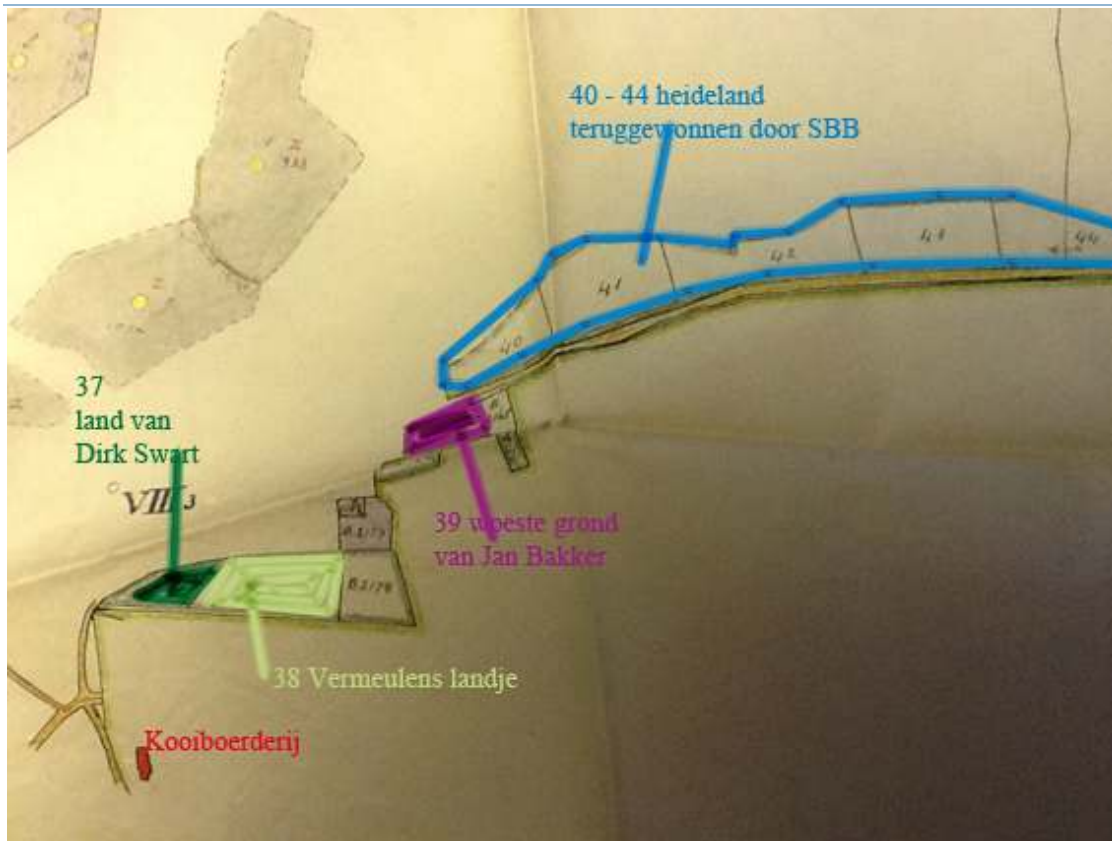 40 - 44 heideland
teruggewonnen door SBB
44
43
42
41
40
37
land van
Dirk Swart
VIII
39 woeste grond
van Jan Bakker
38 Vermeulens landje
Kooiboerderij